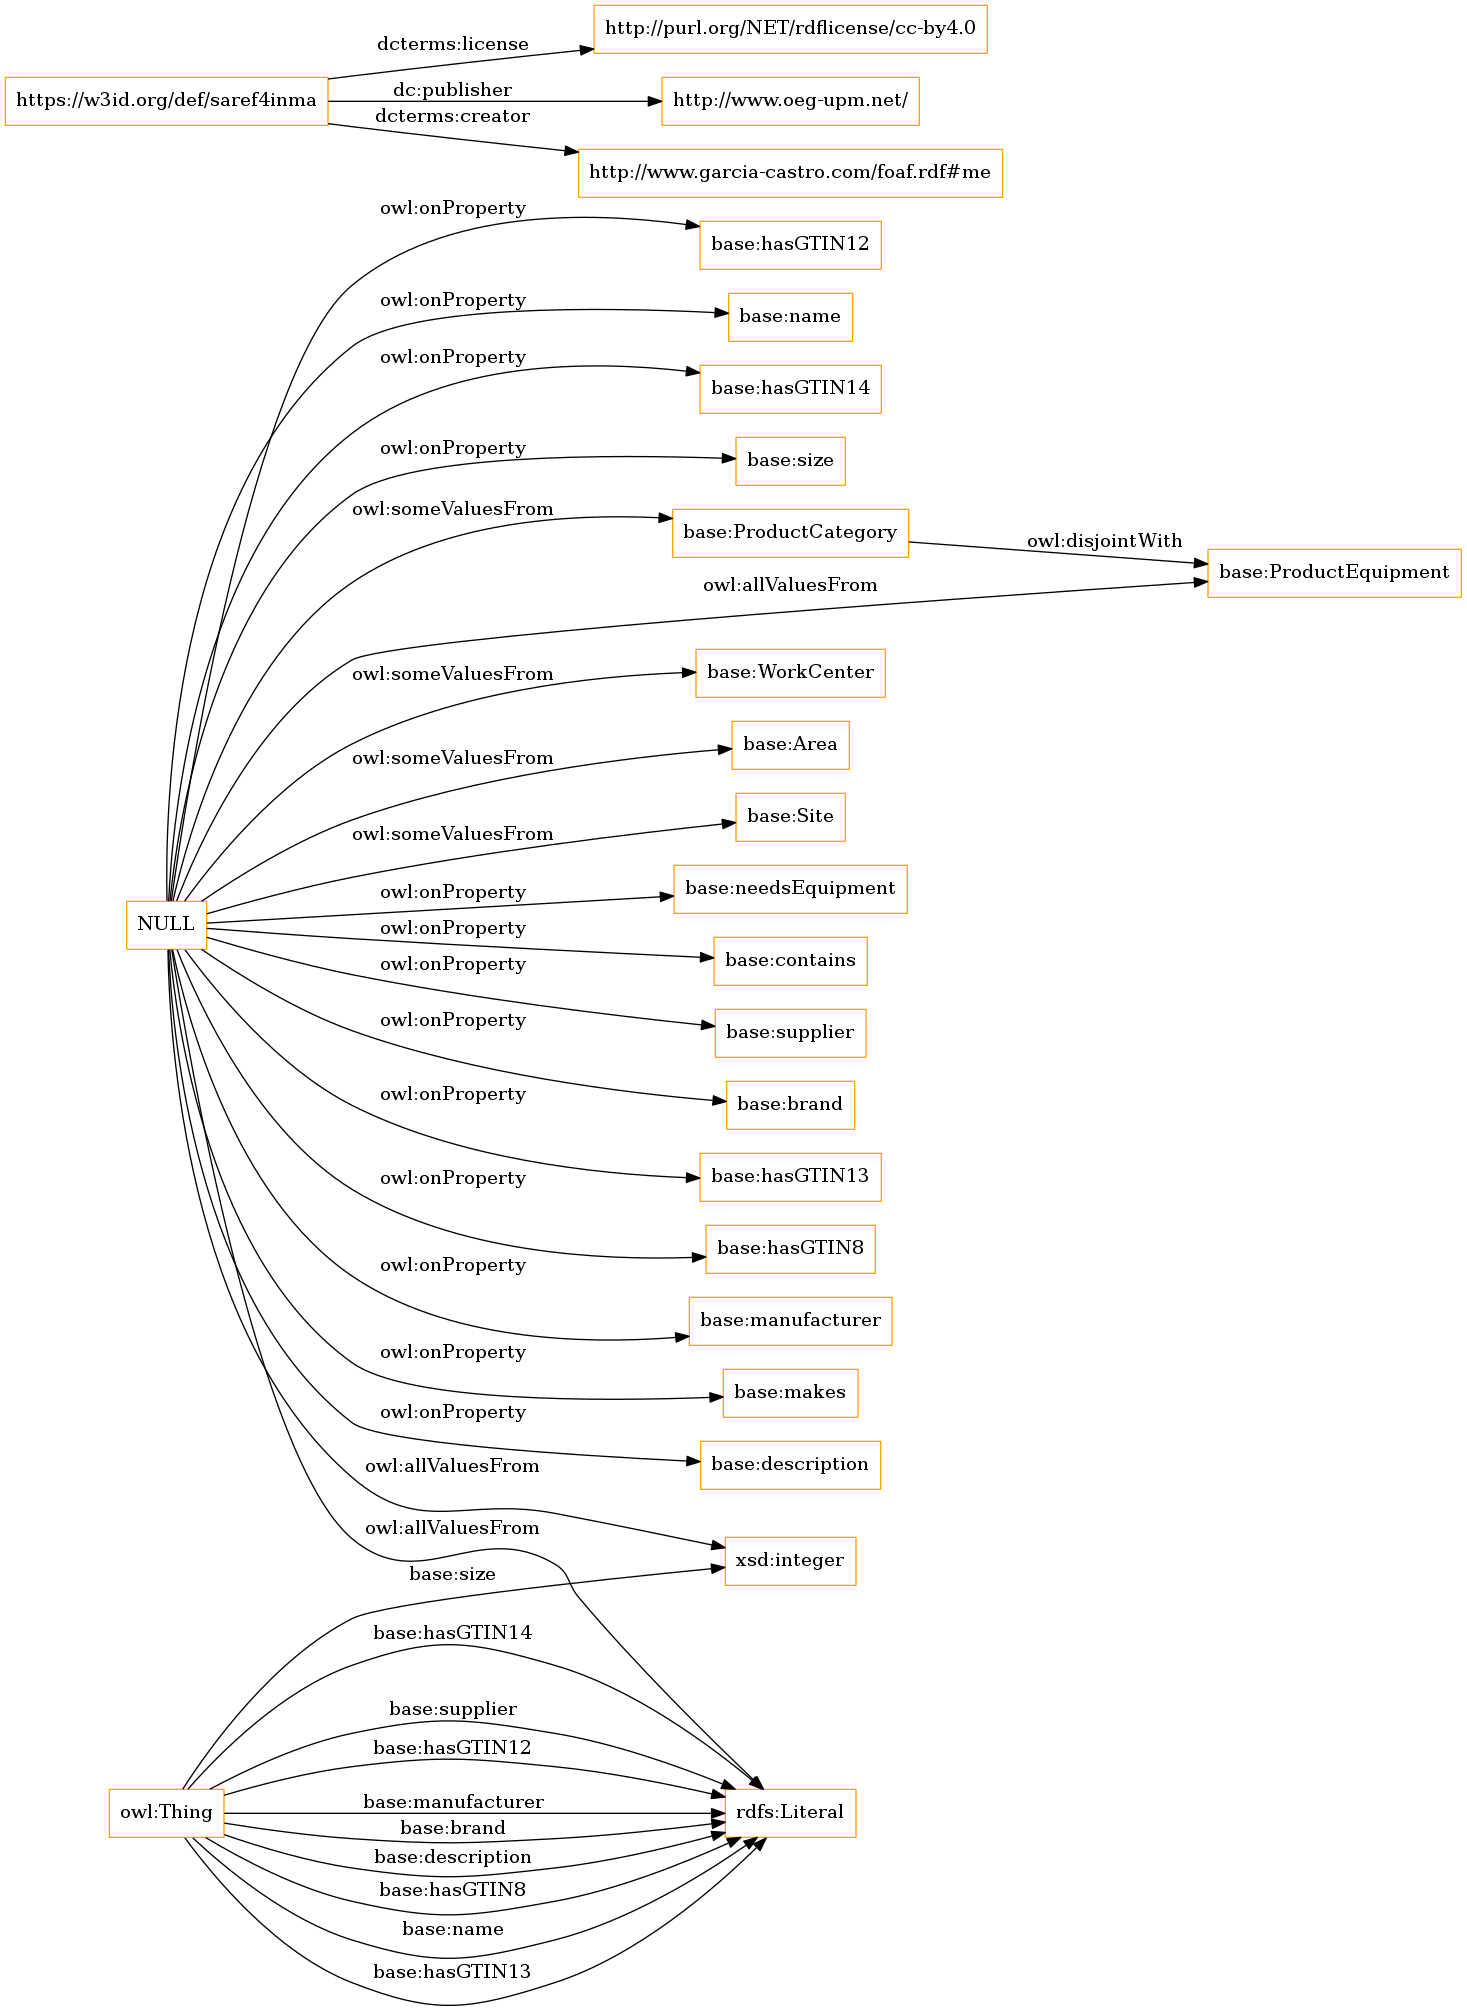 http://purl.org/NET/rdflicense/cc-by4.0
dcterms:license
https://w3id.org/def/saref4inma
dc:publisher
http://www.oeg-upm.net/
dcterms:creator
http://www.garcia-castro.com/foaf.rdf#me
owl:onProperty
base:hasGTIN12
owl:onProperty
base:name
owl:onProperty
base:hasGTIN14
owl:onProperty
base:size
owl:someValuesFrom
base:ProductCategory
owl:disjointWith
base:ProductEquipment
owl:allValuesFrom
owl:someValuesFrom
base:WorkCenter
owl:someValuesFrom
base:Area
owl:someValuesFrom
base:Site
owl:onProperty
base:needsEquipment
NULL
owl:onProperty
base:contains
owl:onProperty
base:supplier
owl:onProperty
base:brand
owl:onProperty
base:hasGTIN13
owl:onProperty
base:hasGTIN8
owl:onProperty
base:manufacturer
owl:onProperty
base:makes
owl:onProperty
base:description
owl:allValuesFrom
owl:allValuesFrom
xsd:integer
base:size
base:hasGTIN14
base:supplier
base:hasGTIN12
base:manufacturer
owl:Thing
rdfs:Literal
base:brand
base:description
base:hasGTIN8
base:name
base:hasGTIN13